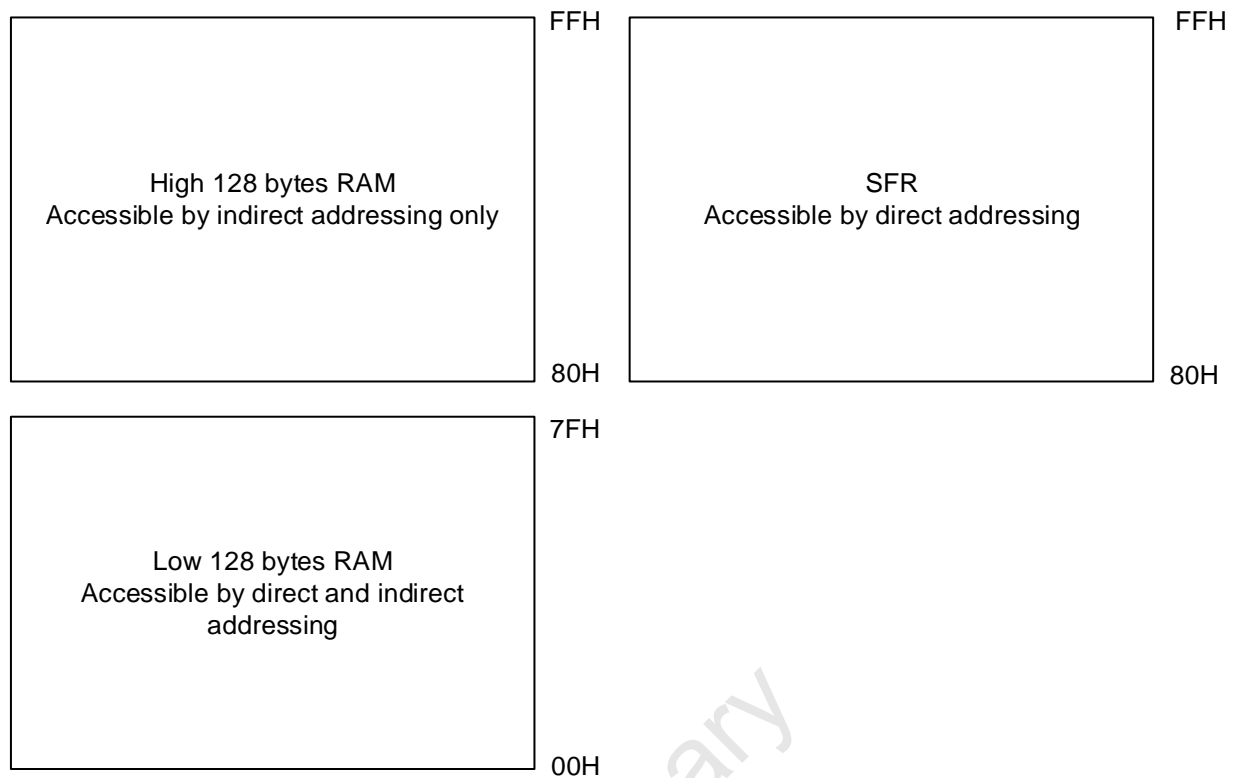 FFH
High 128 bytes RAM
Accessible by indirect addressing only
80H
FFH
SFR
Accessible by direct addressing
80H
7FH
Low 128 bytes RAM
Accessible by direct and indirect
addressing
00H
ary